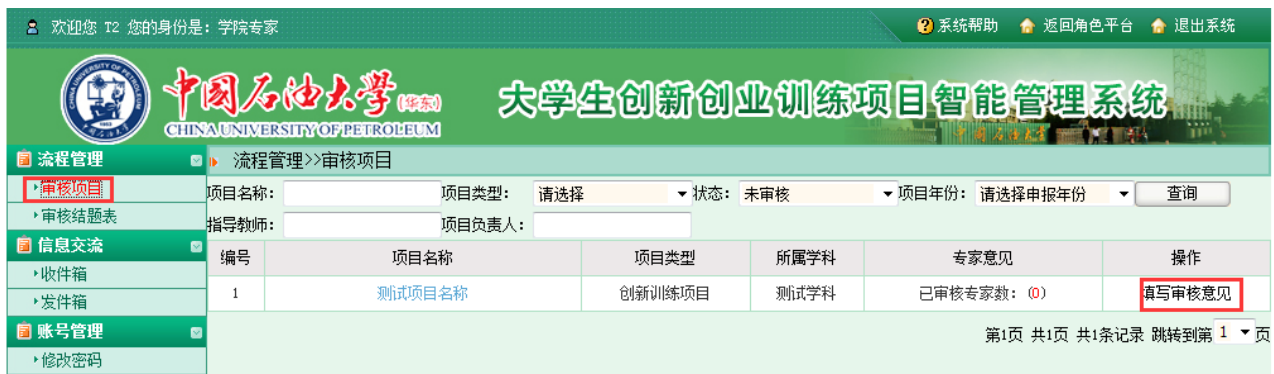 欢迎您 T2 您的身份是：学院专家 系统帮助 返回角色平台 退出系统
中国石油大学(华东) 大学生创新创业训练项目智能管理系统
CHINA UNIVERSITY OF PETROLEUM
流程管理 流程管理>>审核项目
审核项目 项目名称： 项目类型： 请选择 状态： 未审核 项目年份： 请选择申报年份 查询
审核结题表 指导教师： 项目负责人：
信息交流 编号 项目名称 项目类型 所属学科 专家意见 操作
收件箱
发件箱 1 测试项目名称 创新训练项目 测试学科 已审核专家数：(0) 填写审核意见
账号管理 第1页 共1页 共1条记录 跳转到第 1 页
修改密码